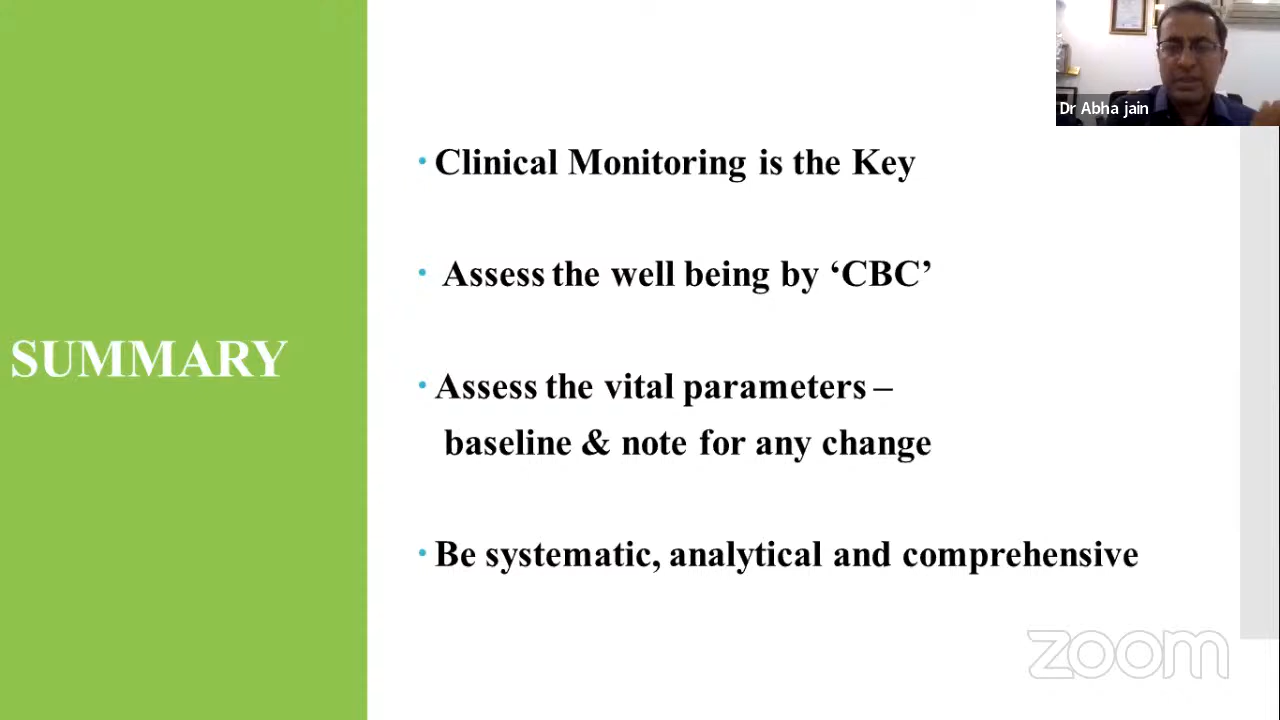 Dr Abha jain
• Clinical Monitoring is the Key
• Assess the well being by ‘CBC’
SUMMARY
• Assess the vital parameters –
baseline & note for any change
• Be systematic, analytical and comprehensive
zoom